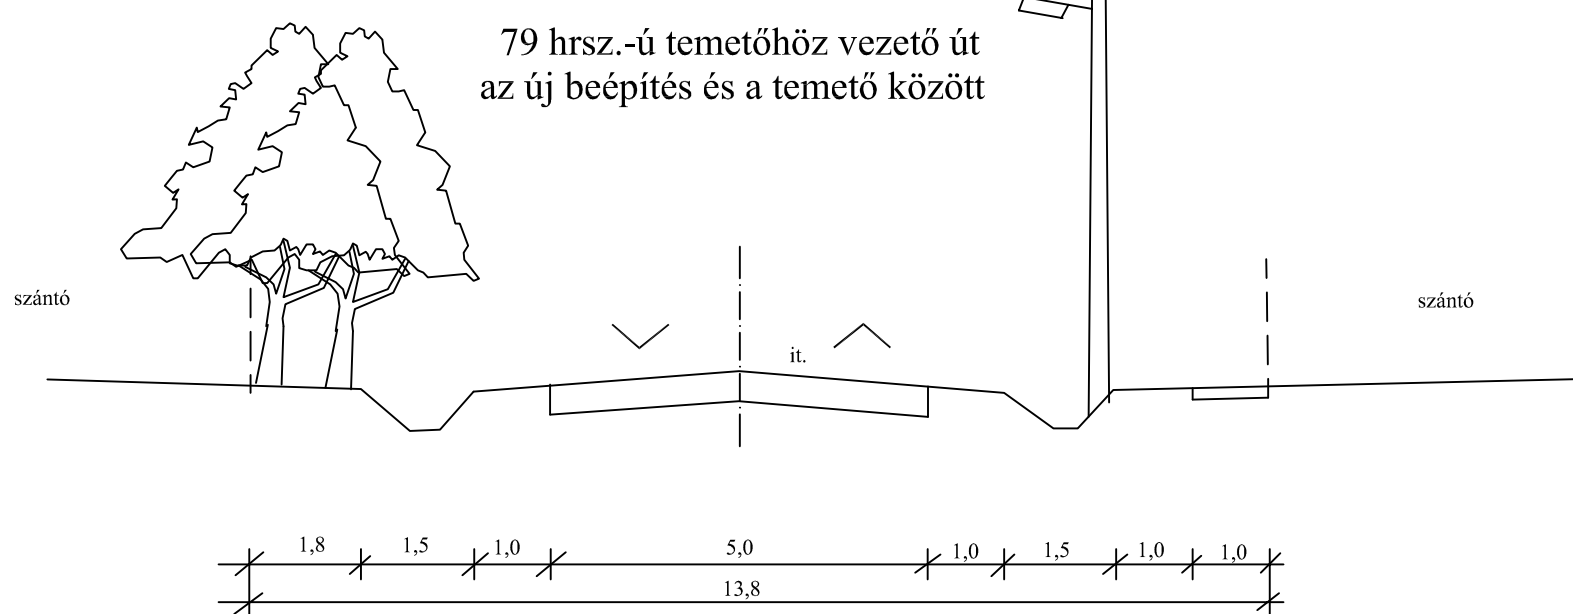 79 hrsz.-ú temetőhöz vezető út
az új beépítés és a temető között
szántó
szántó
it.
1,8 1,5 1,0 5,0 1,0 1,5 1,0 1,0
13,8